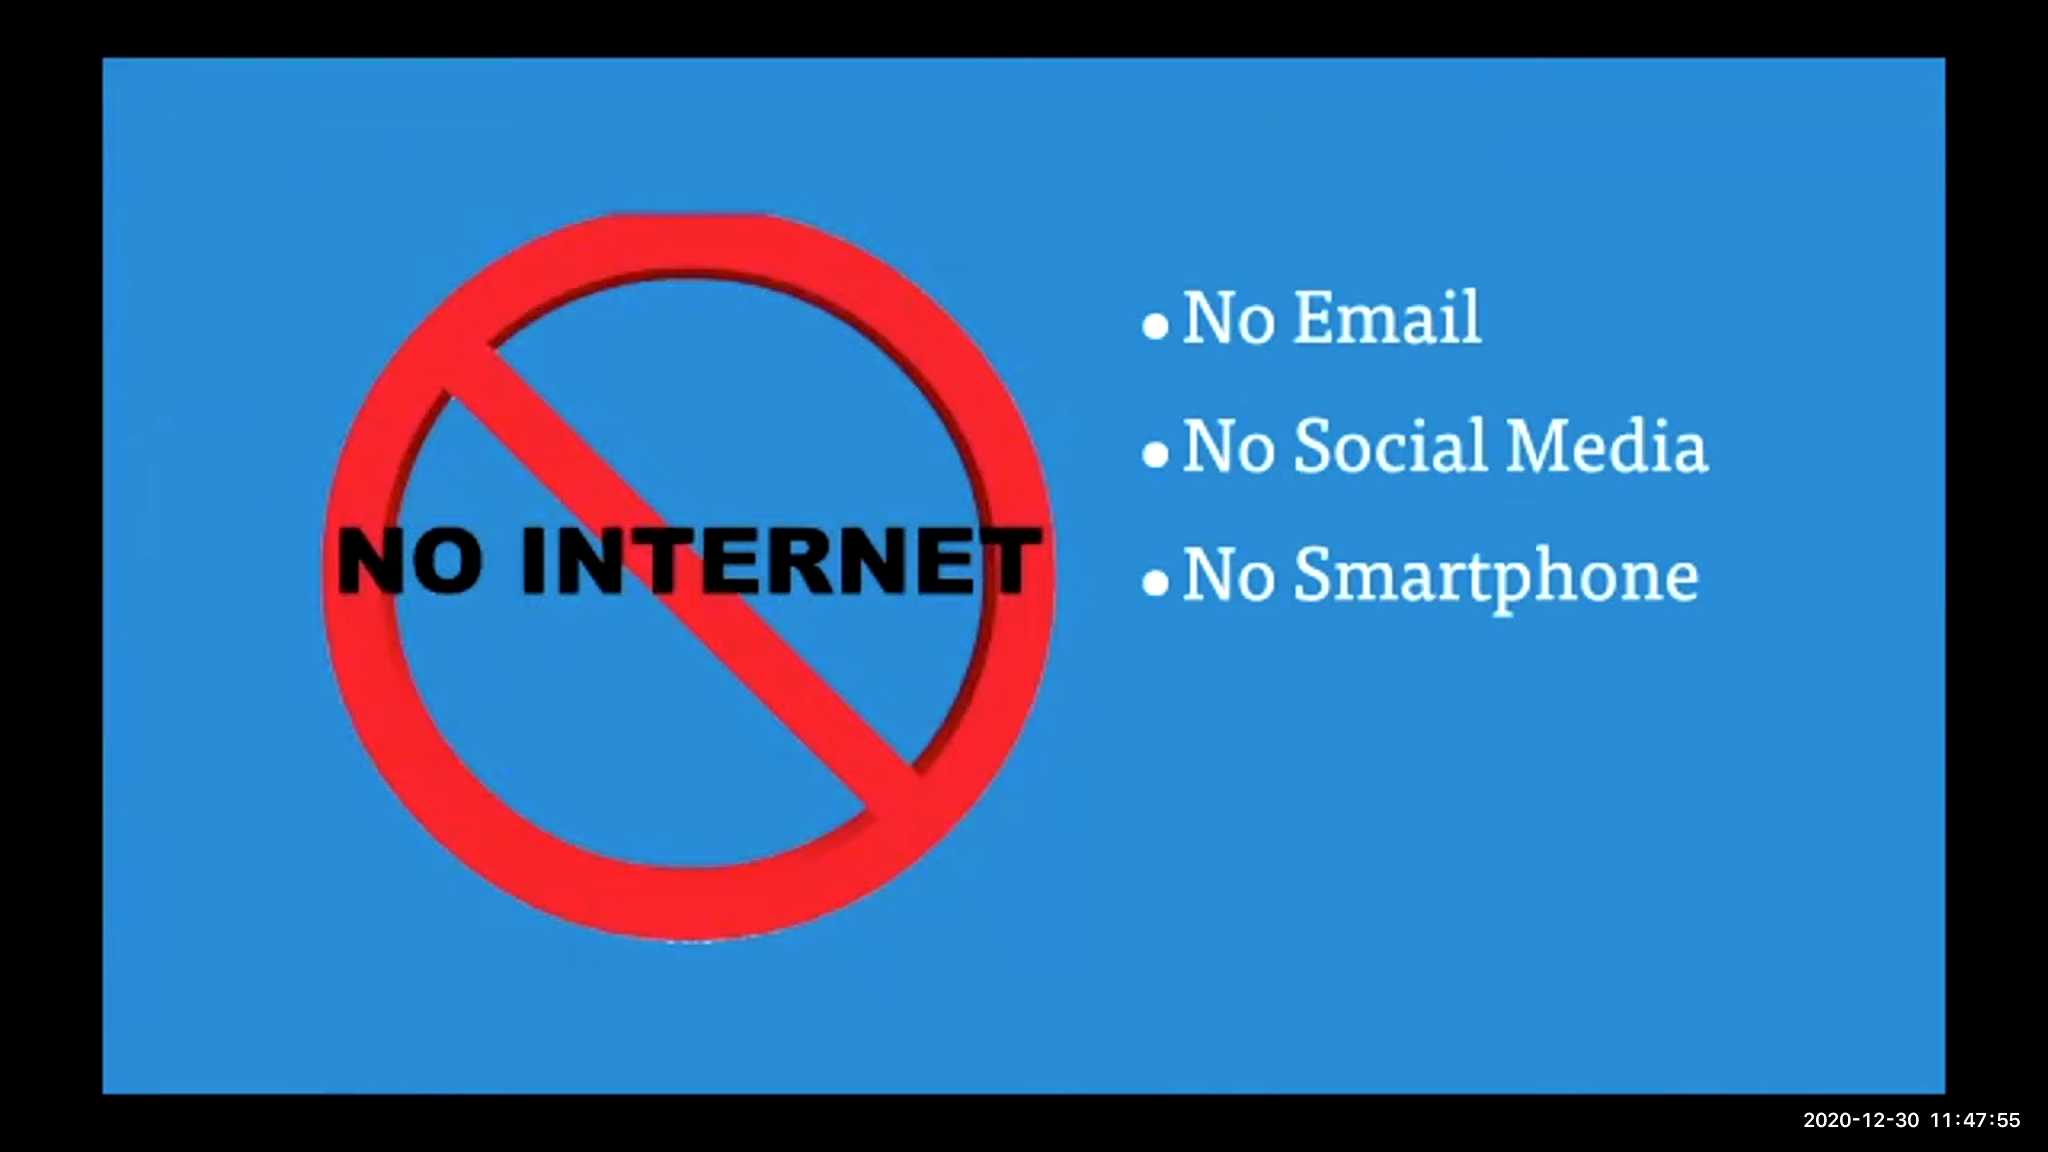 NO INTERNET
• No Email
• No Social Media
• No Smartphone
2020-12-30 11:47:55